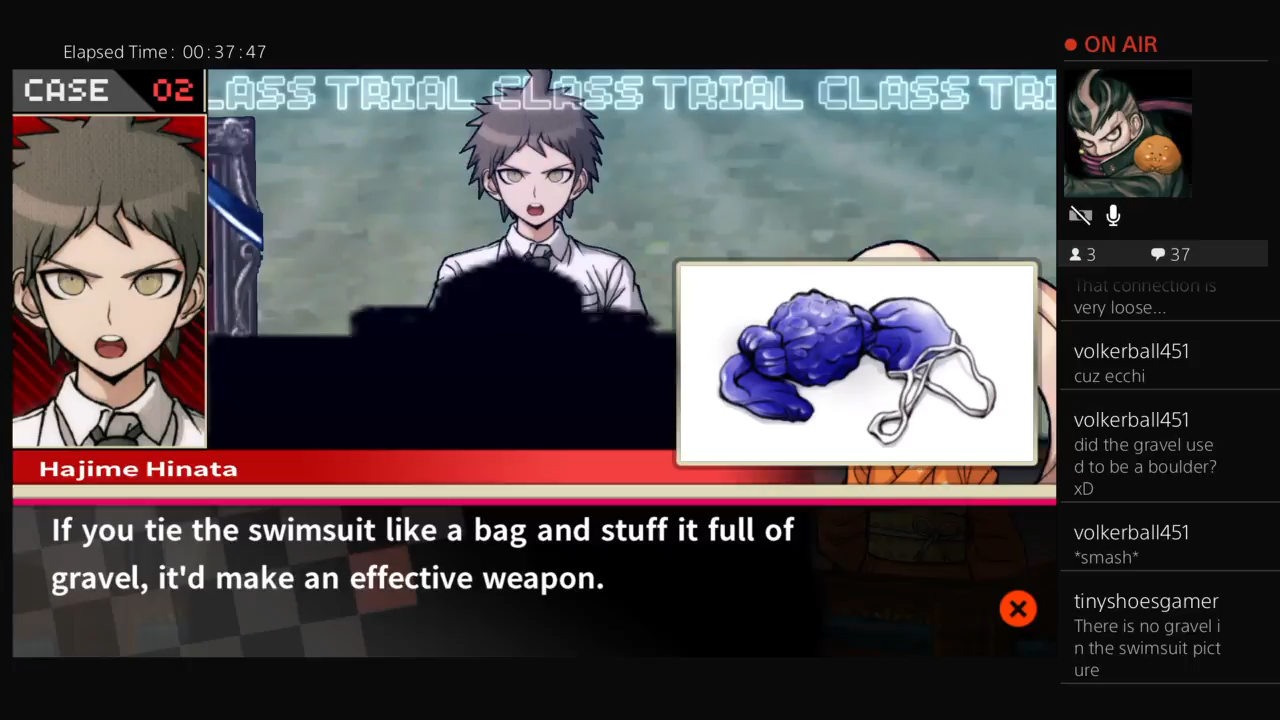 Elapsed Time: 00:37:47
ON AIR
CASE 02
LASS TRIAL CLASS TRIAL CLASS TRI
3 37
That connection is
very loose...
volkerball451
cuz ecchi
volkerball451
did the gravel use
d to be a boulder?
xD
volkerball451
*smash*
tinyshoesgamer
There is no gravel i
n the swimsuit pict
ure
Hajime Hinata
If you tie the swimsuit like a bag and stuff it full of
gravel, it'd make an effective weapon.